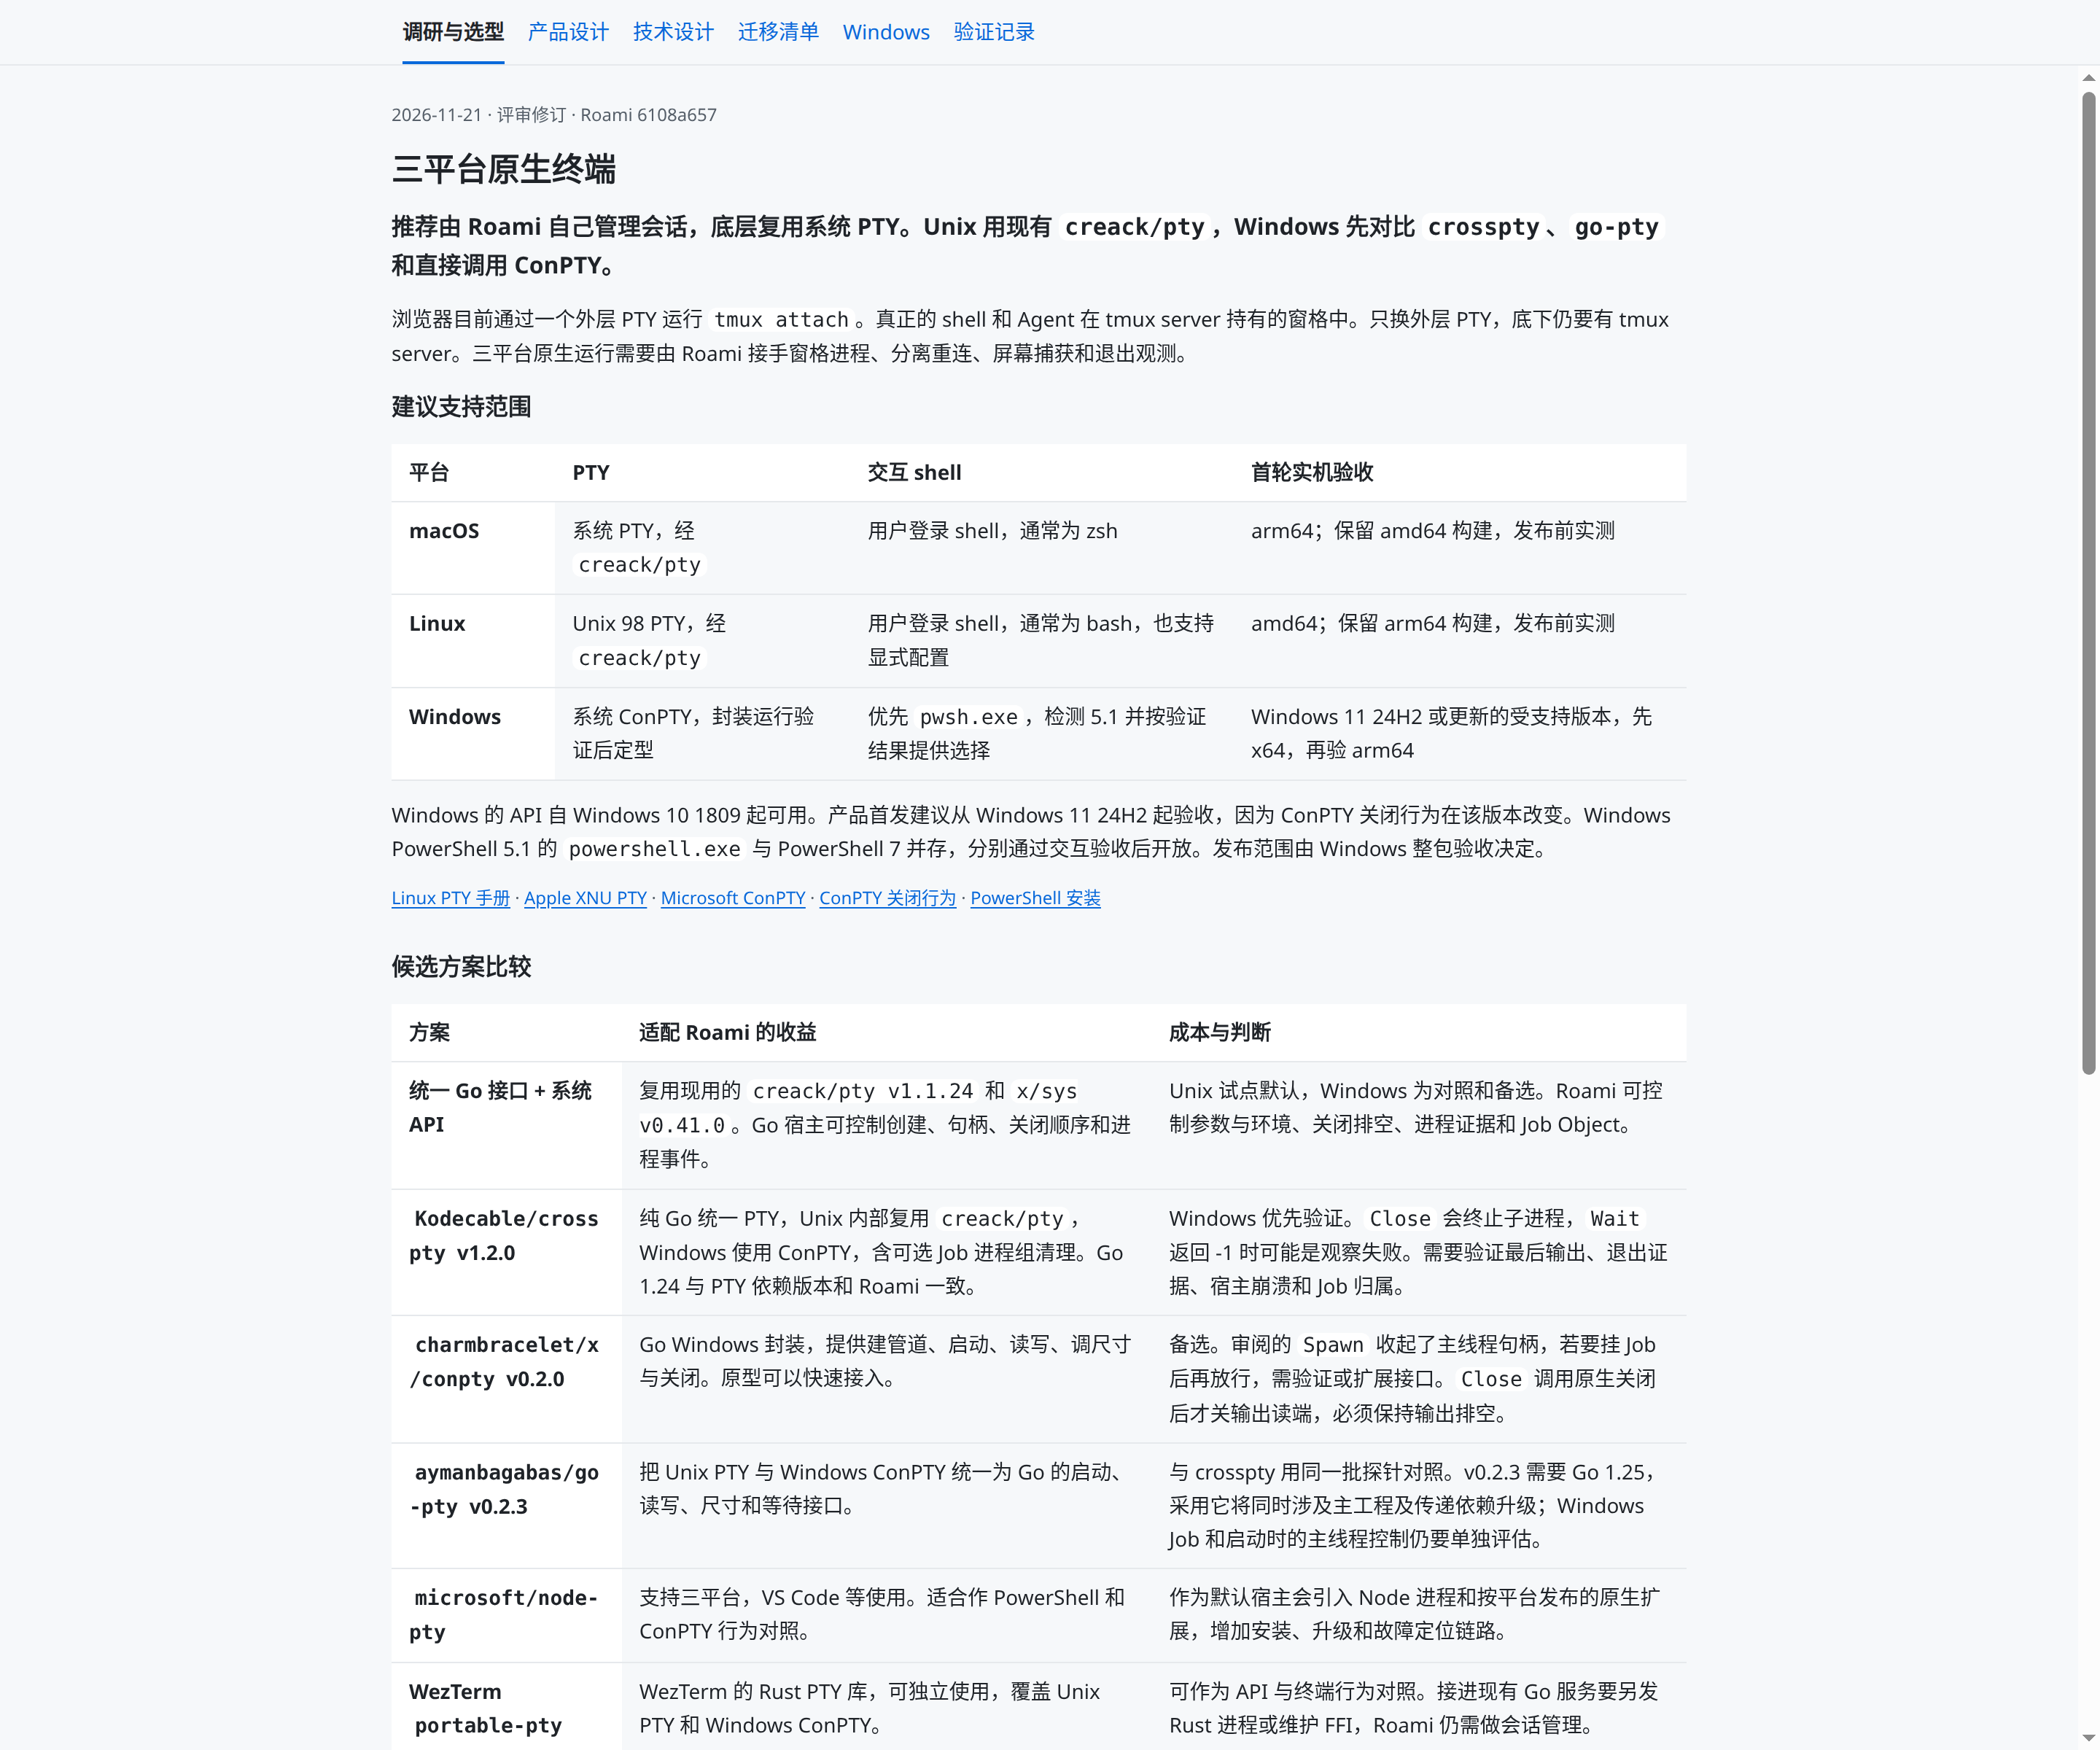 调研与选型 产品设计 技术设计 迁移清单 Windows 验证记录
2026-11-21 · 评审修订 · Roami 6108a657
三平台原生终端
推荐由 Roami 自己管理会话，底层复用系统 PTY。Unix 用现有 creack/pty，Windows 先对比 crosspty、go-pty
和直接调用 ConPTY。
浏览器目前通过一个外层 PTY 运行 tmux attach。真正的 shell 和 Agent 在 tmux server 持有的窗格中。只换外层 PTY，底下仍要有 tmux
server。三平台原生运行需要由 Roami 接手窗格进程、分离重连、屏幕捕获和退出观测。
建议支持范围
平台 PTY 交互 shell 首轮实机验收
macOS 系统 PTY，经 用户登录 shell，通常为 zsh arm64；保留 amd64 构建，发布前实测
creack/pty
Linux Unix 98 PTY，经 用户登录 shell，通常为 bash，也支持 amd64；保留 arm64 构建，发布前实测
creack/pty 显式配置
Windows 系统 ConPTY，封装运行验 优先 pwsh.exe，检测 5.1 并按验证 Windows 11 24H2 或更新的受支持版本，先
证后定型 结果提供选择 x64，再验 arm64
Windows 的 API 自 Windows 10 1809 起可用。产品首发建议从 Windows 11 24H2 起验收，因为 ConPTY 关闭行为在该版本改变。Windows
PowerShell 5.1 的 powershell.exe 与 PowerShell 7 并存，分别通过交互验收后开放。发布范围由 Windows 整包验收决定。
Linux PTY 手册 · Apple XNU PTY · Microsoft ConPTY · ConPTY 关闭行为 · PowerShell 安装
候选方案比较
方案 适配 Roami 的收益 成本与判断
统一 Go 接口 + 系统 复用现用的 creack/pty v1.1.24 和 x/sys Unix 试点默认，Windows 为对照和备选。Roami 可控
API v0.41.0。Go 宿主可控制创建、句柄、关闭顺序和进 制参数与环境、关闭排空、进程证据和 Job Object。
程事件。
Kodecable/cross 纯 Go 统一 PTY，Unix 内部复用 creack/pty， Windows 优先验证。Close 会终止子进程，Wait
pty v1.2.0 Windows 使用 ConPTY，含可选 Job 进程组清理。Go 返回 -1 时可能是观察失败。需要验证最后输出、退出证
1.24 与 PTY 依赖版本和 Roami 一致。 据、宿主崩溃和 Job 归属。
charmbracelet/x Go Windows 封装，提供建管道、启动、读写、调尺寸 备选。审阅的 Spawn 收起了主线程句柄，若要挂 Job
/conpty v0.2.0 与关闭。原型可以快速接入。 后再放行，需验证或扩展接口。Close 调用原生关闭
后才关输出读端，必须保持输出排空。
aymanbagabas/go 把 Unix PTY 与 Windows ConPTY 统一为 Go 的启动、 与 crosspty 用同一批探针对照。v0.2.3 需要 Go 1.25，
-pty v0.2.3 读写、尺寸和等待接口。 采用它将同时涉及主工程及传递依赖升级；Windows
Job 和启动时的主线程控制仍要单独评估。
microsoft/node- 支持三平台，VS Code 等使用。适合作 PowerShell 和 作为默认宿主会引入 Node 进程和按平台发布的原生扩
pty ConPTY 行为对照。 展，增加安装、升级和故障定位链路。
WezTerm WezTerm 的 Rust PTY 库，可独立使用，覆盖 Unix 可作为 API 与终端行为对照。接进现有 Go 服务要另发
portable-pty PTY 和 Windows ConPTY。 Rust 进程或维护 FFI，Roami 仍需做会话管理。